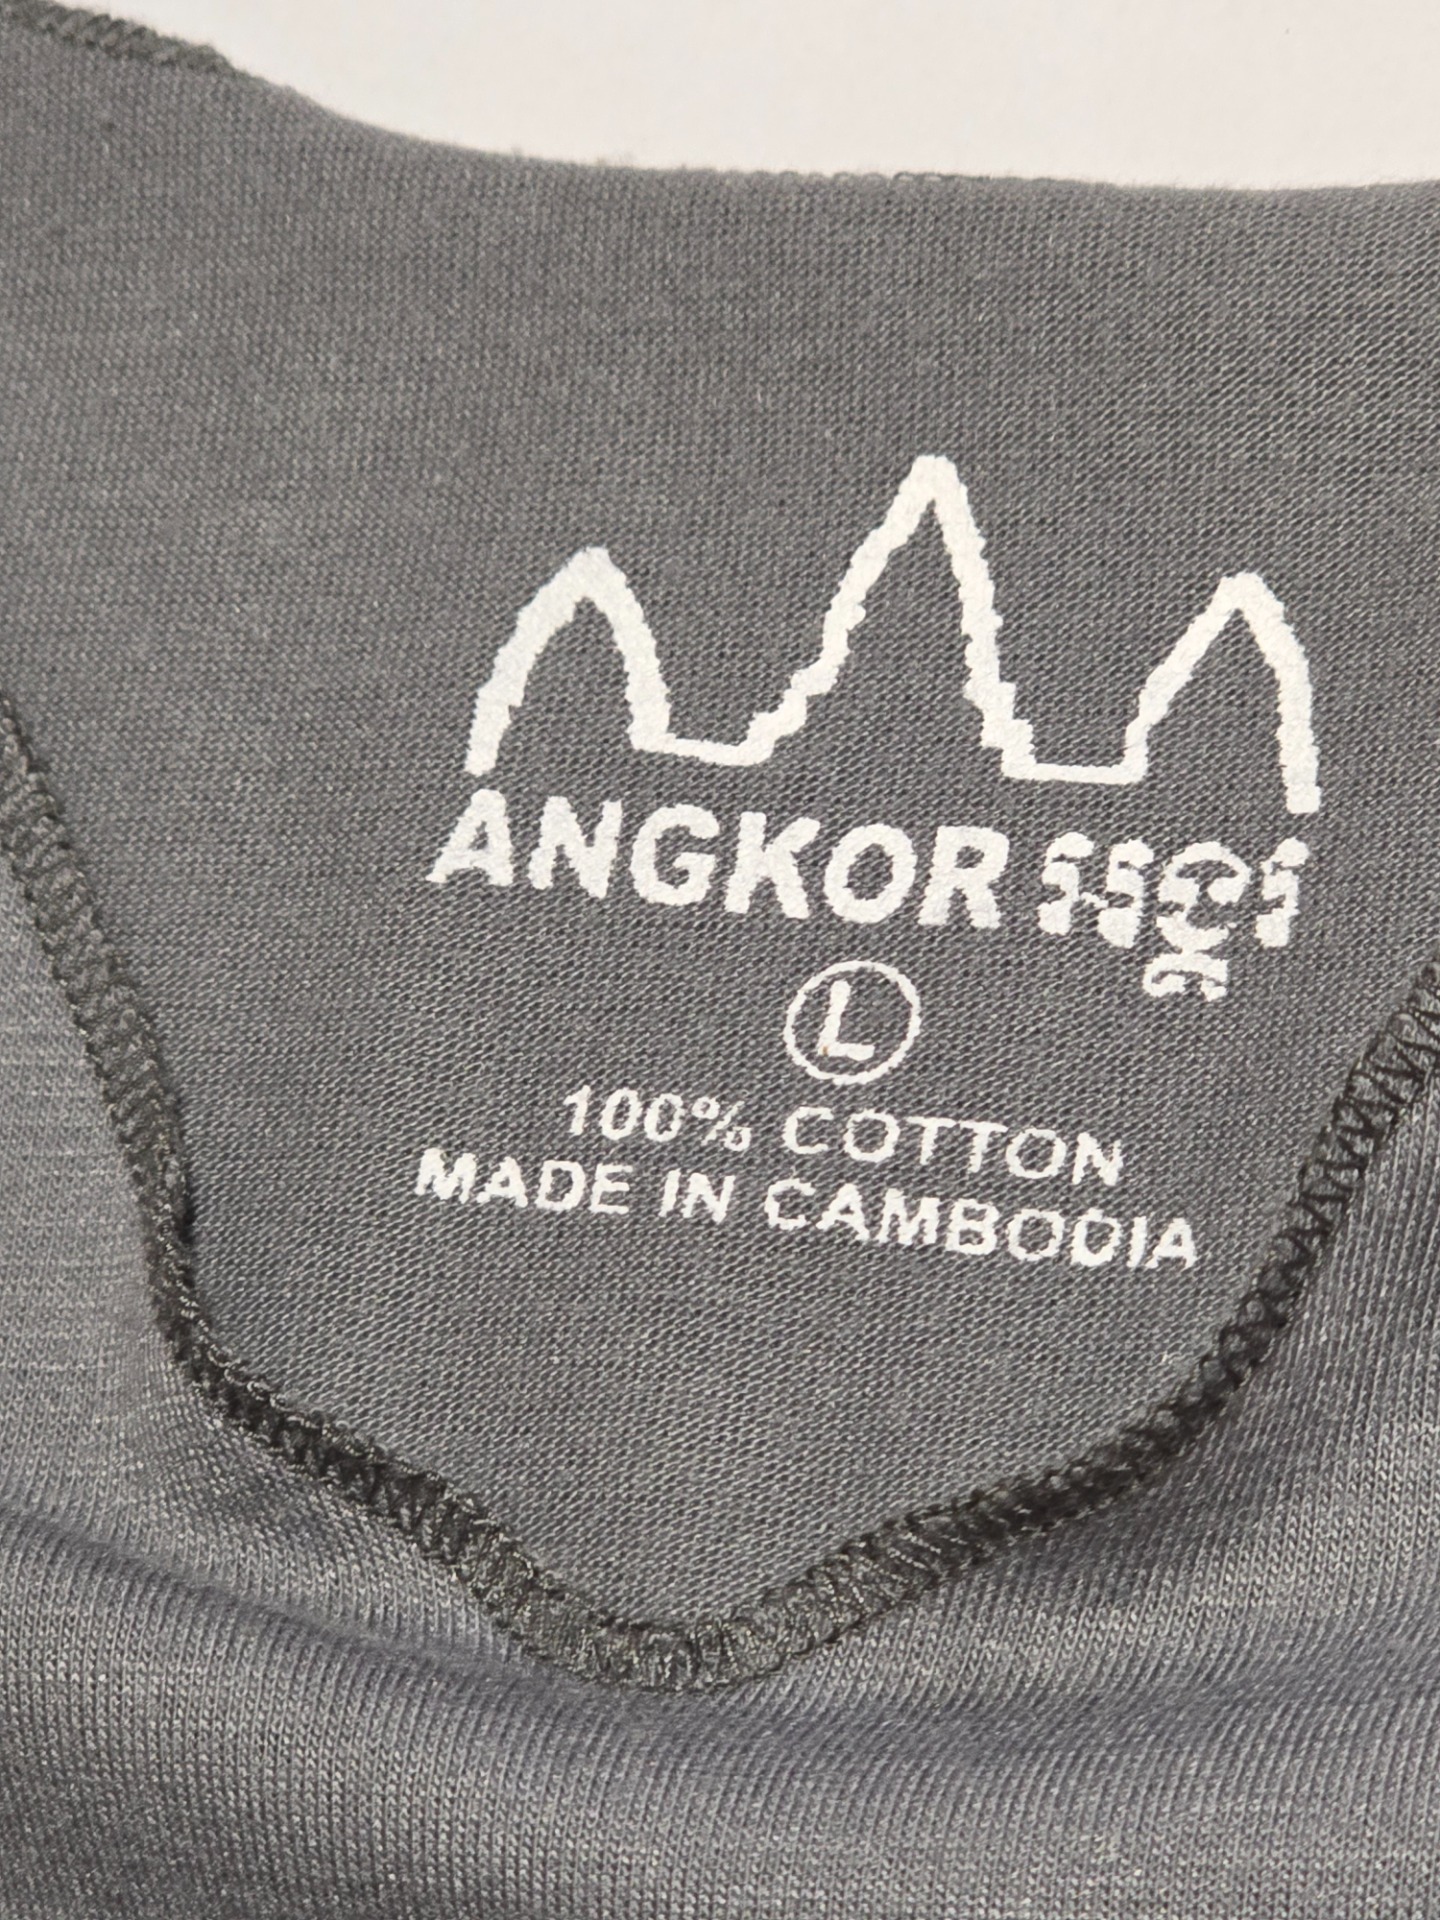 ANGKOR អង្គរ
L
100% COTTON
MADE IN CAMBODIA